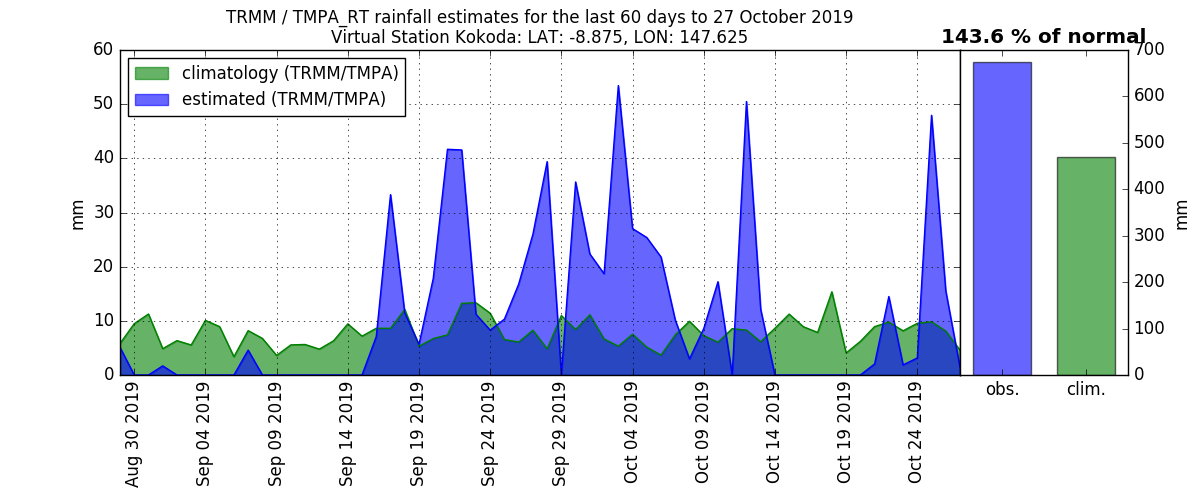 TRMM / TMPA_RT rainfall estimates for the last 60 days to 27 October 2019
Virtual Station Kokoda: LAT: -8.875, LON: 147.625
143.6 % of normal
climatology (TRMM/TMPA)
estimated (TRMM/TMPA)
mm
60
50
40
30
20
10
0
Aug 30 2019
Sep 04 2019
Sep 09 2019
Sep 14 2019
Sep 19 2019
Sep 24 2019
Sep 29 2019
Oct 04 2019
Oct 09 2019
Oct 14 2019
Oct 19 2019
Oct 24 2019
obs.
clim.
700
600
500
400
300
200
100
0
mm